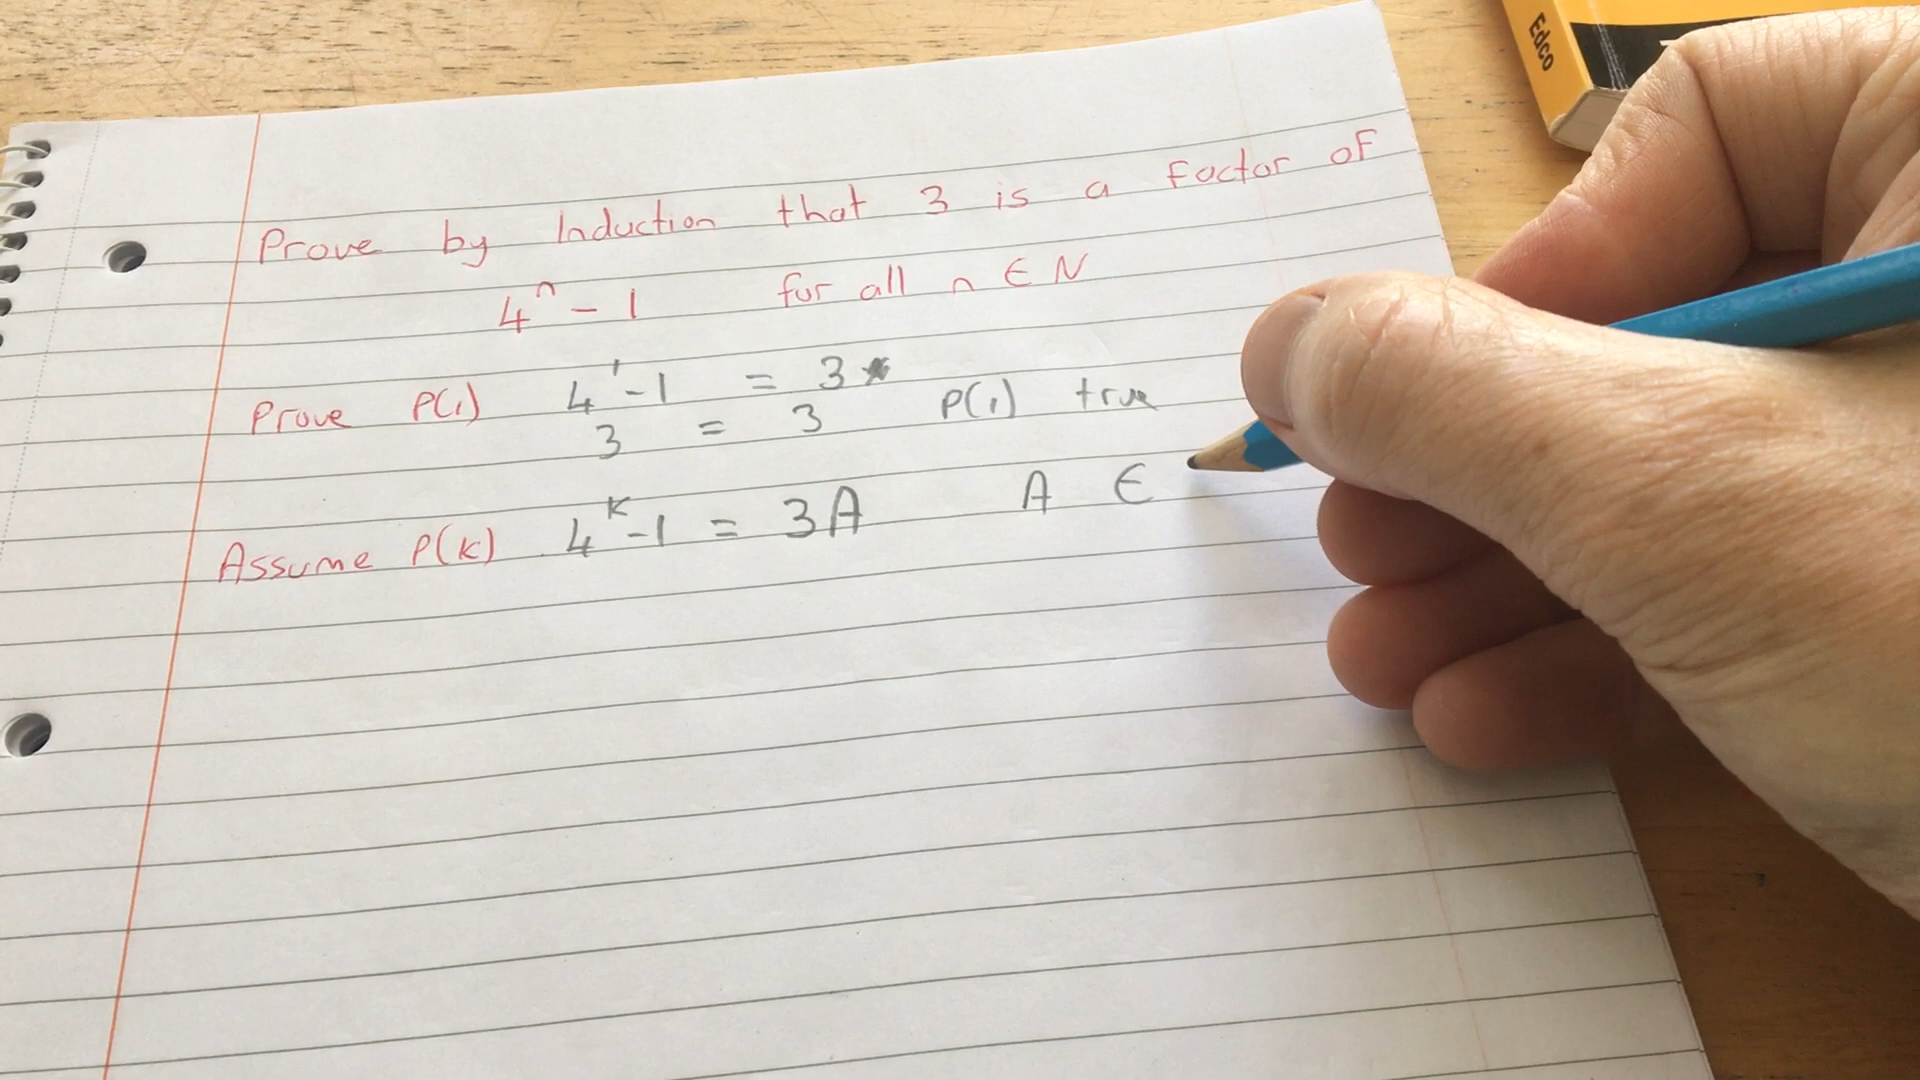 Edco
Prove by Induction that 3 is a factor of
4ⁿ - 1 for all n ∈ N
Prove P(1) 4¹-1 = 3
3 = 3 P(1) true
Assume P(k) 4ᵏ-1 = 3A A ∈